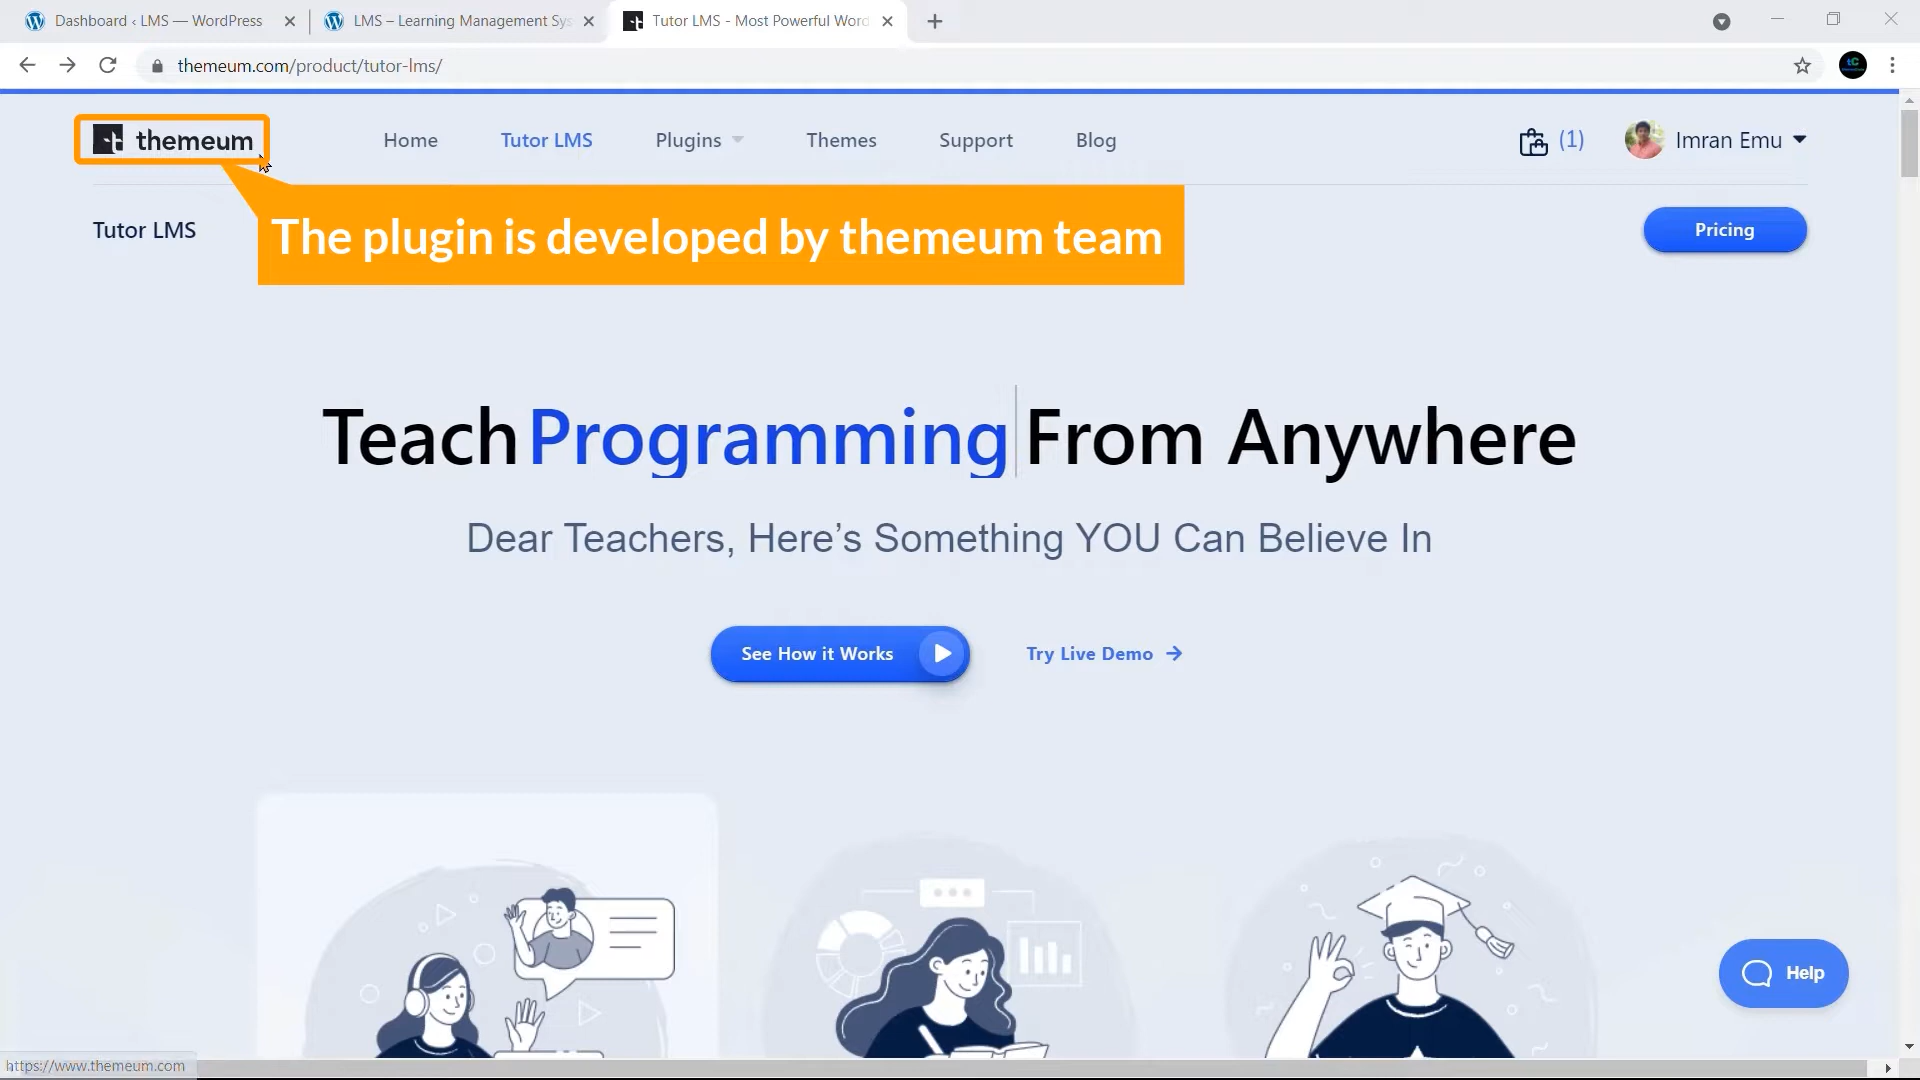 Dashboard ‹ LMS — WordPress
LMS – Learning Management Sys
Tutor LMS - Most Powerful Word
themeum.com/product/tutor-lms/
tC
themeum
Home
Tutor LMS
Plugins
Themes
Support
Blog
(1)
Imran Emu
Tutor LMS
The plugin is developed by themeum team
Pricing
Teach Programming From Anywhere
Dear Teachers, Here's Something YOU Can Believe In
See How it Works
Try Live Demo →
Help
https://www.themeum.com